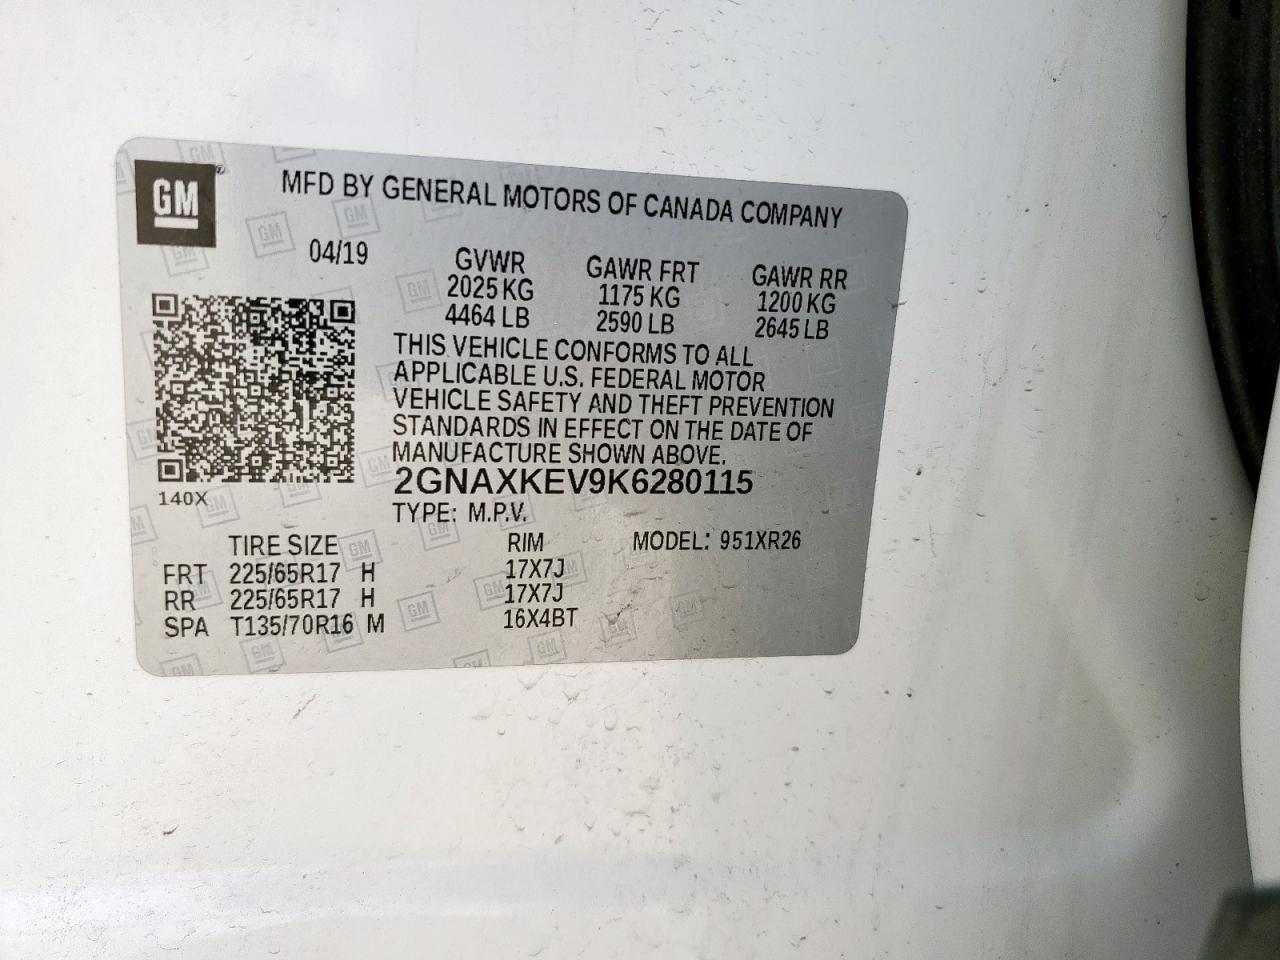 GM
MFD BY GENERAL MOTORS OF CANADA COMPANY
04/19 GVWR GAWR FRT GAWR RR
2025 KG 1175 KG 1200 KG
4464 LB 2590 LB 2645 LB
THIS VEHICLE CONFORMS TO ALL
APPLICABLE U.S. FEDERAL MOTOR
VEHICLE SAFETY AND THEFT PREVENTION
STANDARDS IN EFFECT ON THE DATE OF
MANUFACTURE SHOWN ABOVE.
2GNAXKEV9K6280115
140X
TYPE: M.P.V.
TIRE SIZE RIM MODEL: 951XR26
FRT 225/65R17 H 17X7J
RR 225/65R17 H 17X7J
SPA T135/70R16 M 16X4BT